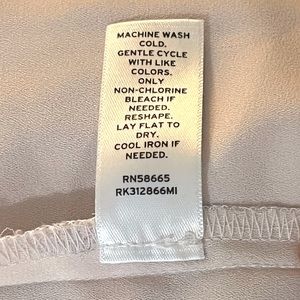 MACHINE WASH
COLD.
GENTLE CYCLE
WITH LIKE
COLORS.
ONLY
NON-CHLORINE
BLEACH IF
NEEDED.
RESHAPE.
LAY FLAT TO
DRY.
COOL IRON IF
NEEDED.
RN58665
RK312866MI